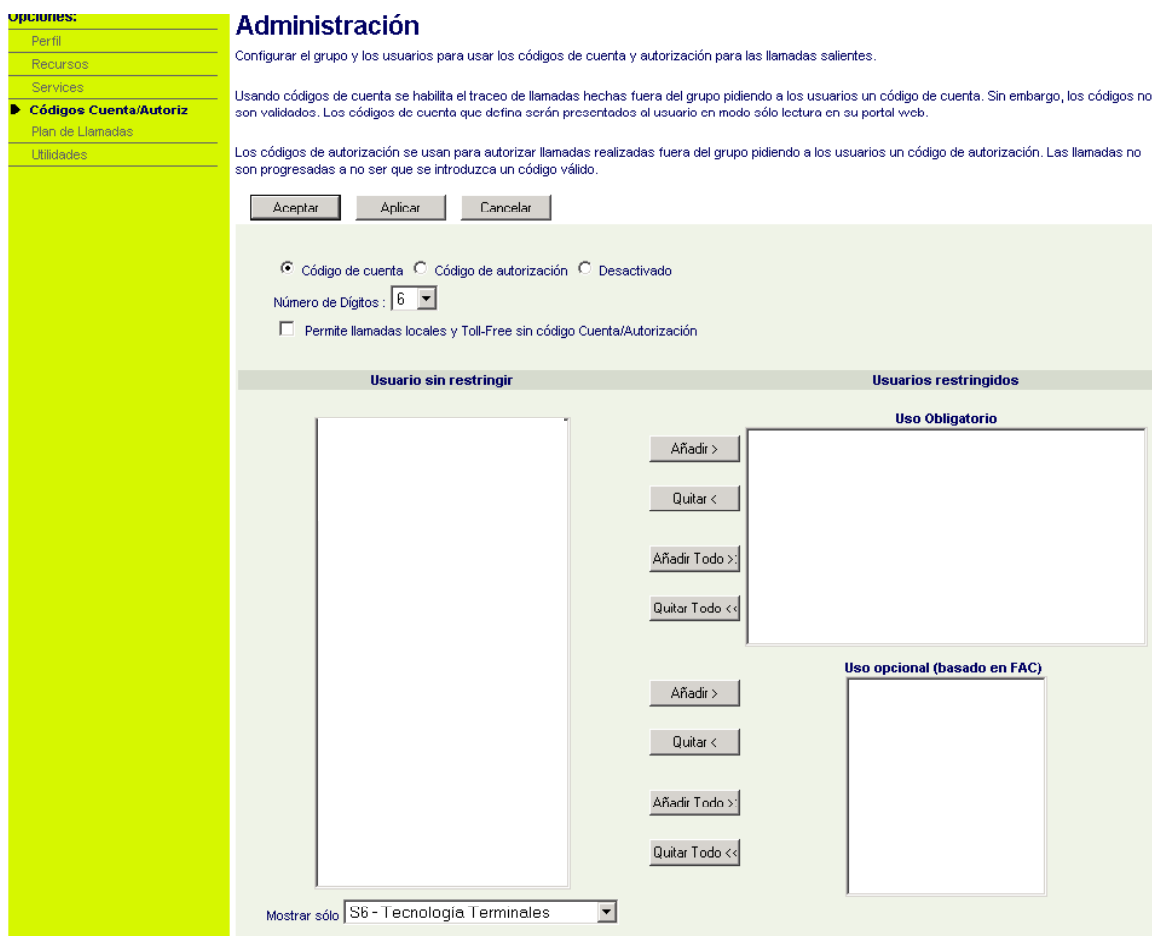 Opciones:
Perfil
Recursos
Services
Códigos Cuenta/Autoriz
Plan de Llamadas
Utilidades
Administración
Configurar el grupo y los usuarios para usar los códigos de cuenta y autorización para las llamadas salientes.
Usando códigos de cuenta se habilita el traceo de llamadas hechas fuera del grupo pidiendo a los usuarios un código de cuenta. Sin embargo, los códigos no
son validados. Los códigos de cuenta que defina serán presentados al usuario en modo sólo lectura en su portal web.
Los códigos de autorización se usan para autorizar llamadas realizadas fuera del grupo pidiendo a los usuarios un código de autorización. Las llamadas no
son progresadas a no ser que se introduzca un código válido.
Aceptar Aplicar Cancelar
Código de cuenta Código de autorización Desactivado
Número de Dígitos : 6
Permite llamadas locales y Toll-Free sin código Cuenta/Autorización
Usuario sin restringir Usuarios restringidos
Uso Obligatorio
Añadir >
Quitar <
Añadir Todo >:
Quitar Todo <<
Uso opcional (basado en FAC)
Añadir >
Quitar <
Añadir Todo >:
Quitar Todo <<
Mostrar sólo S6 - Tecnología Terminales